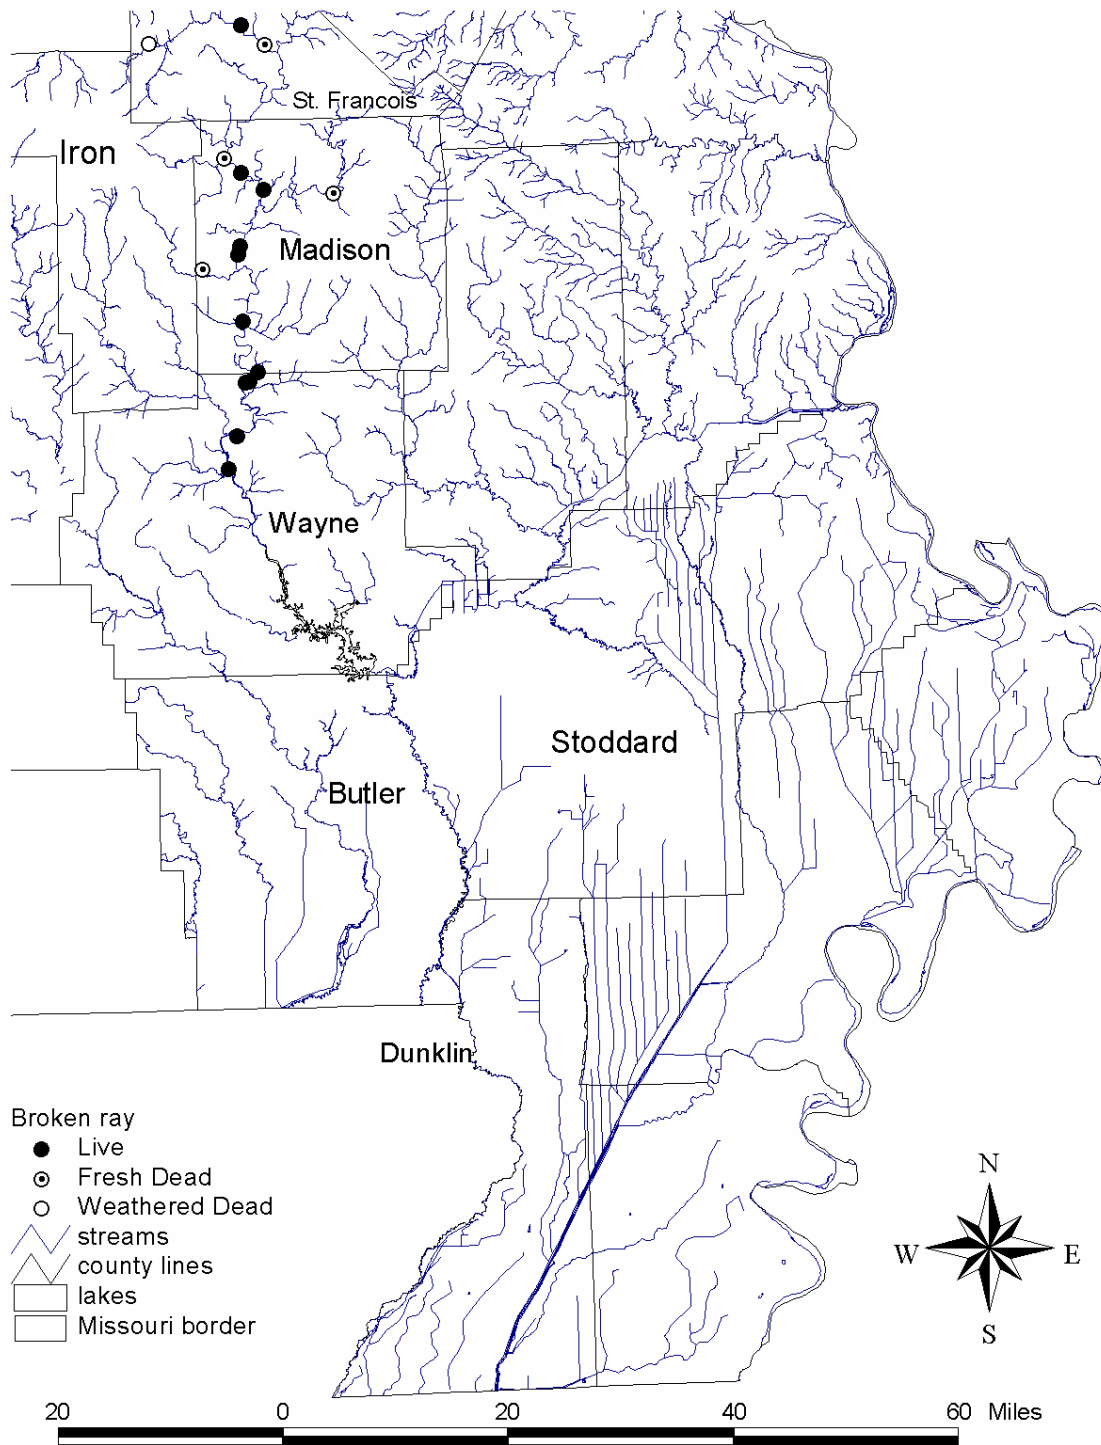 St. Francois
Iron
Madison
Wayne
Stoddard
Butler
Dunklin
Broken ray
Live
Fresh Dead
Weathered Dead
streams
county lines
lakes
Missouri border
N
W
E
S
20 0 20 40 60 Miles